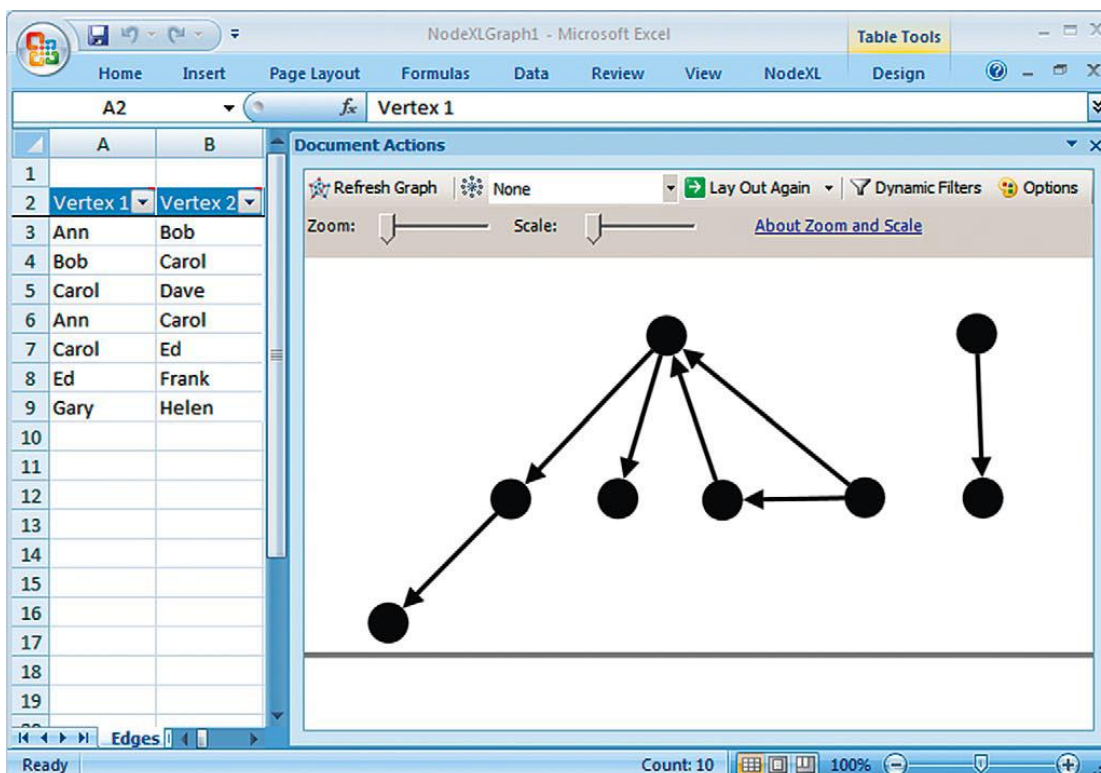 NodeXLGraph1 - Microsoft Excel
Table Tools
Home Insert Page Layout Formulas Data Review View NodeXL Design
A2 fx Vertex 1
A B
Document Actions
1
Refresh Graph None Lay Out Again Dynamic Filters Options
2 Vertex 1 Vertex 2
Zoom: Scale: About Zoom and Scale
3 Ann Bob
4 Bob Carol
5 Carol Dave
6 Ann Carol
7 Carol Ed
8 Ed Frank
9 Gary Helen
10
11
12
13
14
15
16
17
18
19
Edges
Ready Count: 10 100%